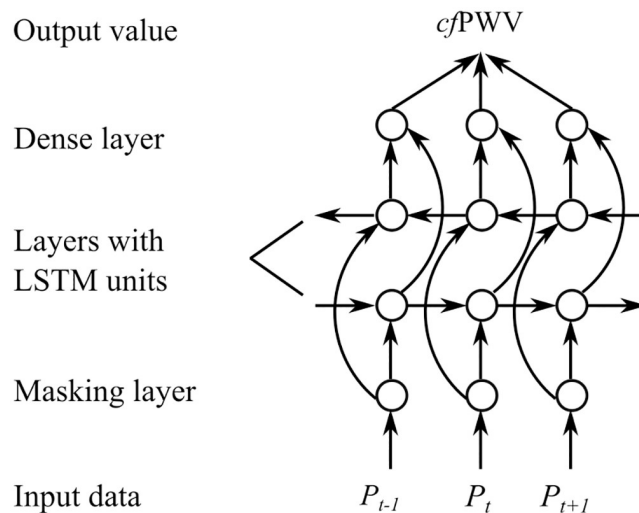 Output value
cfPWV
Dense layer
Layers with
LSTM units
Masking layer
Input data
P_{t-1}
P_t
P_{t+1}